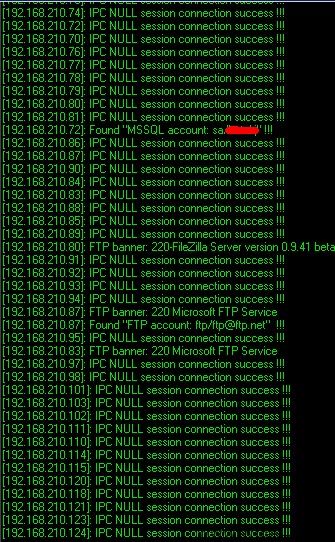 [192.168.210.74]: IPC NULL session connection success !!!
[192.168.210.70]: IPC NULL session connection success !!!
[192.168.210.76]: IPC NULL session connection success !!!
[192.168.210.77]: IPC NULL session connection success !!!
[192.168.210.78]: IPC NULL session connection success !!!
[192.168.210.79]: IPC NULL session connection success !!!
IPC NULL session connection success !!!
[192.168.210.80]: IPC NULL session connection success !!!
[192.168.210.81]: IPC NULL session connection success !!!
[192.168.210.72]: Found "MSSQL account: sa/ !!!
[192.168.210.86]: IPC NULL session connection success !!!
[192.168.210.87]: IPC NULL session connection success !!!
[192.168.210.90]: IPC NULL session connection success !!!
[192.168.210.84]: IPC NULL session connection success !!!
[192.168.210.83]: IPC NULL session connection success !!!
[192.168.210.88]: IPC NULL session connection success !!!
[192.168.210.85]: IPC NULL session connection success !!!
[192.168.210.89]: IPC NULL session connection success !!!
[192.168.210.80]: FTP banner: 220-FileZilla Server version 0.9.41 beta
[192.168.210.91]: IPC NULL session connection success !!!
[192.168.210.92]: IPC NULL session connection success !!!
[192.168.210.93]: IPC NULL session connection success !!!
[192.168.210.94]: IPC NULL session connection success !!!
[192.168.210.87]: FTP banner: 220 Microsoft FTP Service
[192.168.210.87]: Found "FTP account: ftp/ftp@ftp.net" !!!
[192.168.210.95]: IPC NULL session connection success !!!
[192.168.210.83]: FTP banner: 220 Microsoft FTP Service
[192.168.210.97]: IPC NULL session connection success !!!
[192.168.210.98]: IPC NULL session connection success !!!
[192.168.210.101]: IPC NULL session connection success !!!
[192.168.210.103]: IPC NULL session connection success !!!
[192.168.210.102]: IPC NULL session connection success !!!
[192.168.210.111]: IPC NULL session connection success !!!
[192.168.210.110]: IPC NULL session connection success !!!
[192.168.210.114]: IPC NULL session connection success !!!
[192.168.210.115]: IPC NULL session connection success !!!
[192.168.210.120]: IPC NULL session connection success !!!
[192.168.210.118]: IPC NULL session connection success !!!
[192.168.210.121]: IPC NULL session connection success !!!
[192.168.210.123]: IPC NULL session connection success !!!
[192.168.210.124]: IPC NULL session connection success !!!